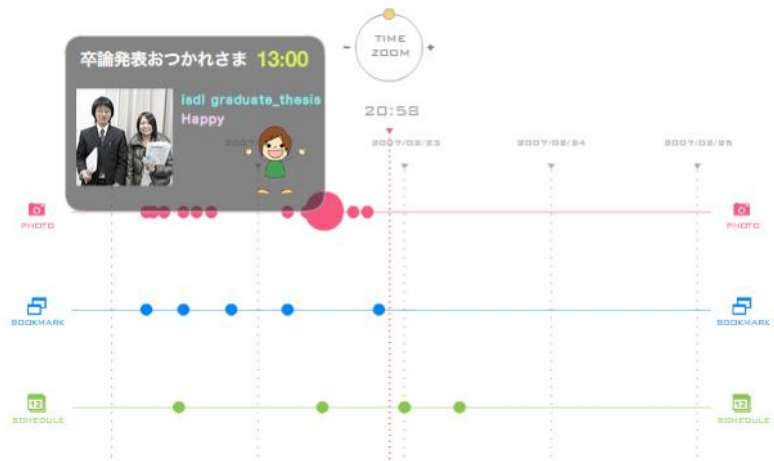 TIME
ZOOM
- +
卒論発表おつかれさま 13:00
isdl graduate_thesis
Happy
20:58
2007/02/23
2007/02/24
2007/02/25
PHOTO
PHOTO
BOOKMARK
BOOKMARK
12
SCHEDULE
12
SCHEDULE